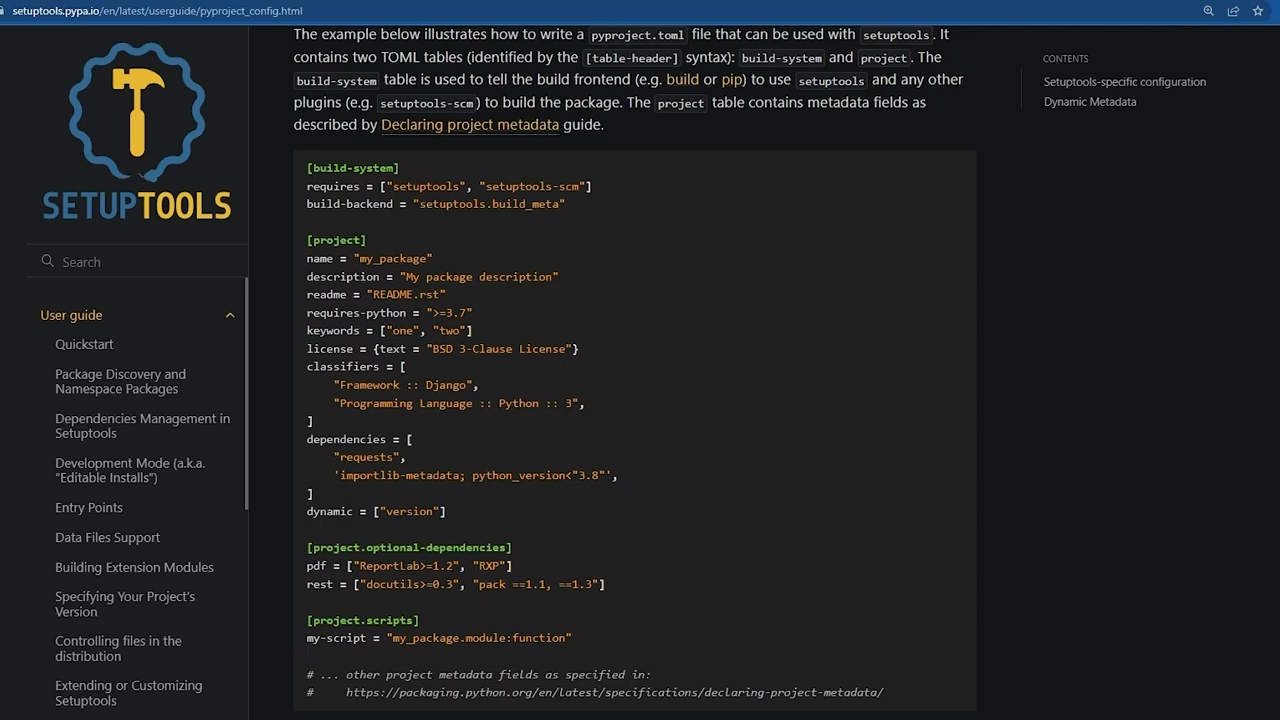 setuptools.pypa.io/en/latest/userguide/pyproject_config.html
SETUPTOOLS
Search
User guide
Quickstart
Package Discovery and
Namespace Packages
Dependencies Management in
Setuptools
Development Mode (a.k.a.
“Editable Installs”)
Entry Points
Data Files Support
Building Extension Modules
Specifying Your Project’s
Version
Controlling files in the
distribution
Extending or Customizing
Setuptools
The example below illustrates how to write a pyproject.toml file that can be used with setuptools. It
contains two TOML tables (identified by the [table-header] syntax): build-system and project. The
build-system table is used to tell the build frontend (e.g. build or pip) to use setuptools and any other
plugins (e.g. setuptools-scm) to build the package. The project table contains metadata fields as
described by Declaring project metadata guide.
[build-system]
requires = ["setuptools", "setuptools-scm"]
build-backend = "setuptools.build_meta"
[project]
name = "my_package"
description = "My package description"
readme = "README.rst"
requires-python = ">=3.7"
keywords = ["one", "two"]
license = {text = "BSD 3-Clause License"}
classifiers = [
    "Framework :: Django",
    "Programming Language :: Python :: 3",
]
dependencies = [
    "requests",
    'importlib-metadata; python_version<"3.8"',
]
dynamic = ["version"]
[project.optional-dependencies]
pdf = ["ReportLab>=1.2", "RXP"]
rest = ["docutils>=0.3", "pack ==1.1, ==1.3"]
[project.scripts]
my-script = "my_package.module:function"
# ... other project metadata fields as specified in:
#     https://packaging.python.org/en/latest/specifications/declaring-project-metadata/
CONTENTS
Setuptools-specific configuration
Dynamic Metadata